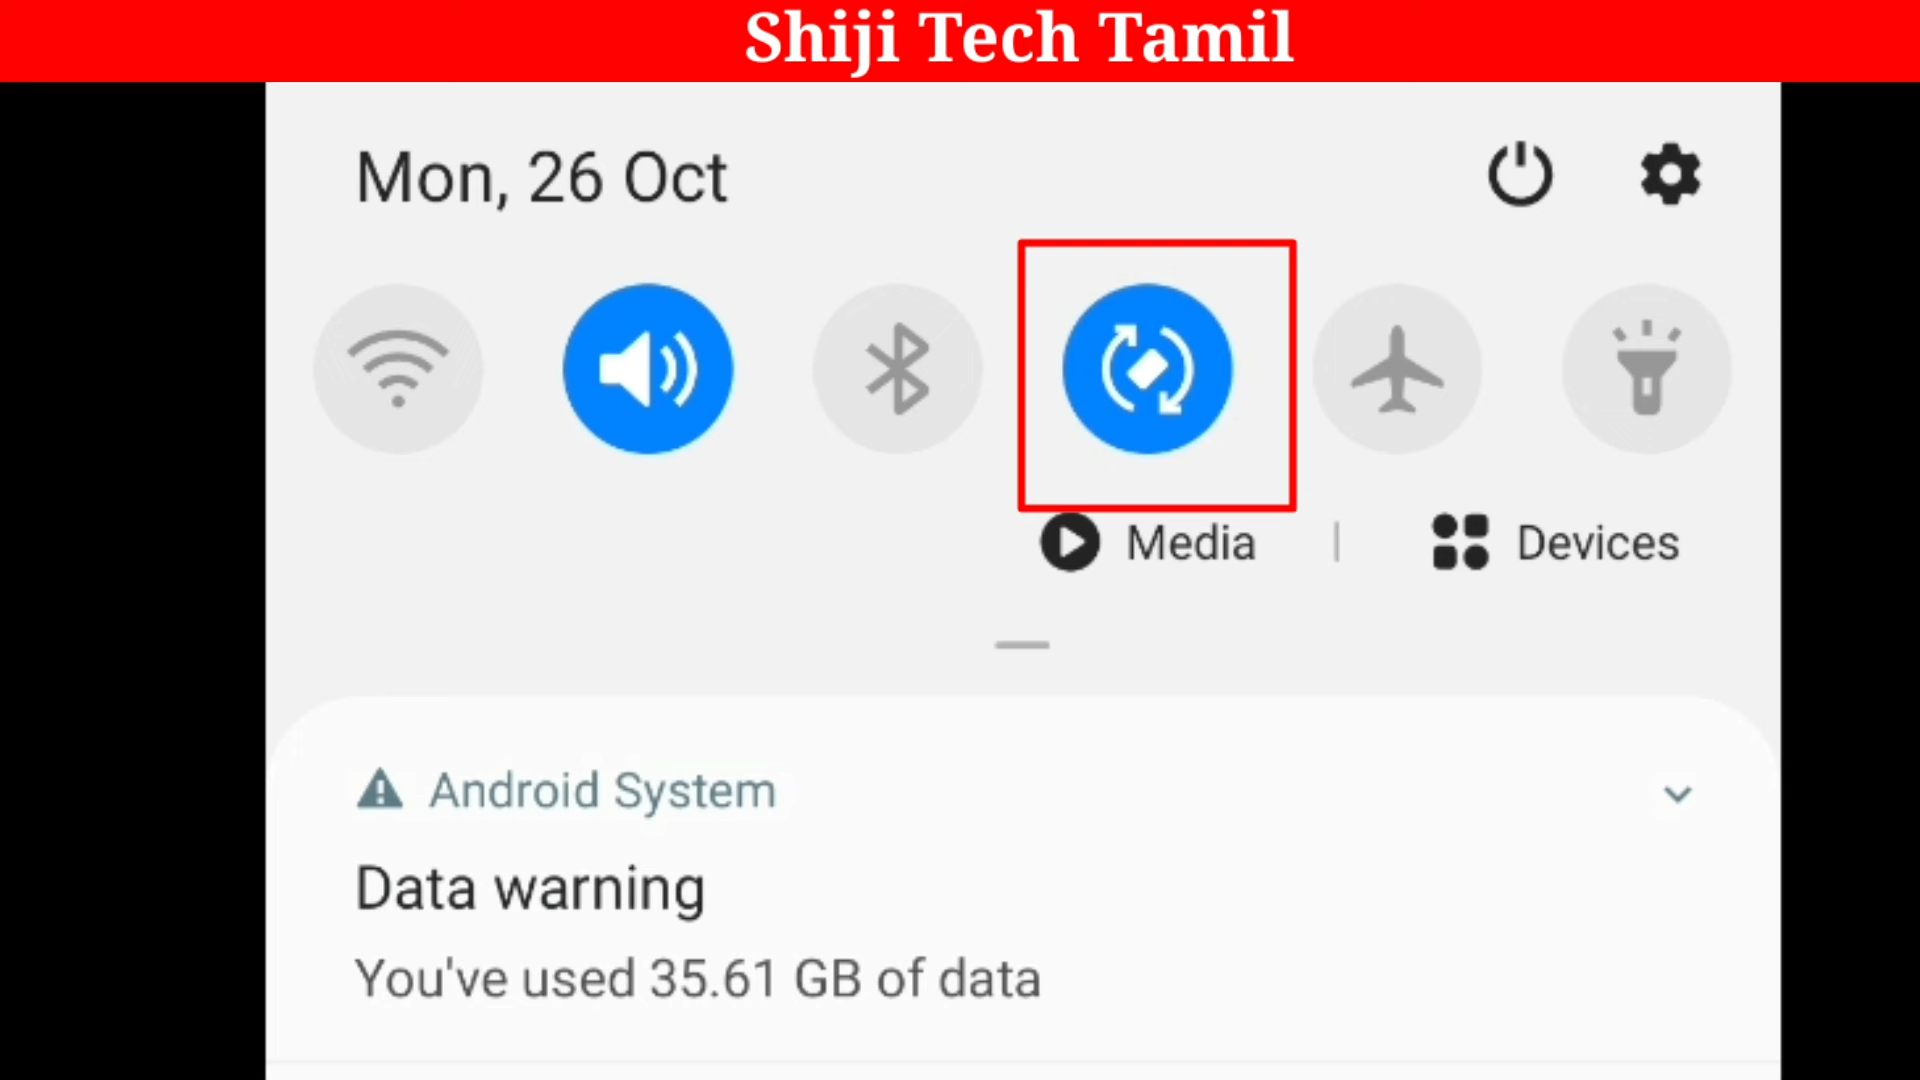 Shiji Tech Tamil
Mon, 26 Oct
Media | Devices
Android System
Data warning
You've used 35.61 GB of data